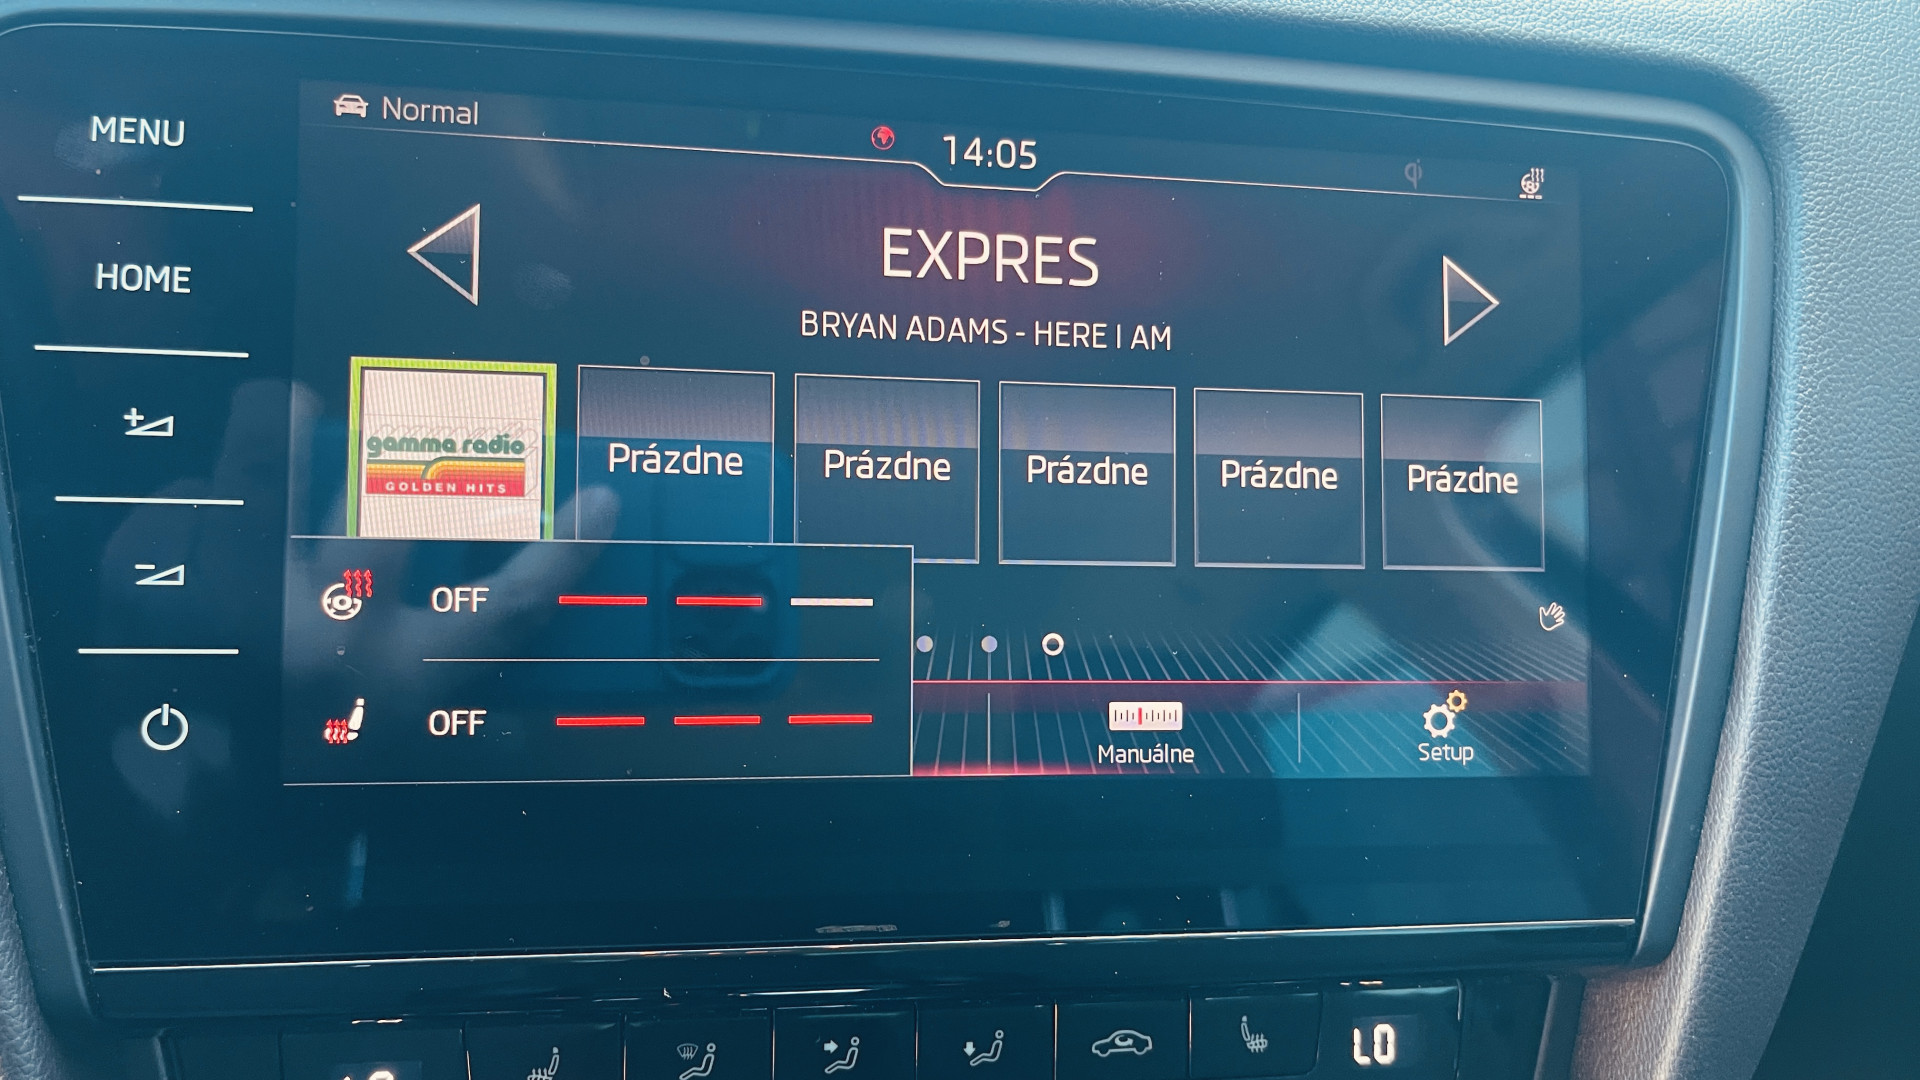 MENU
HOME
Normal
14:05
EXPRES
BRYAN ADAMS - HERE I AM
gamma radio
GOLDEN HITS
Prázdne
Prázdne
Prázdne
Prázdne
Prázdne
OFF
OFF
Manuálne
Setup
LO